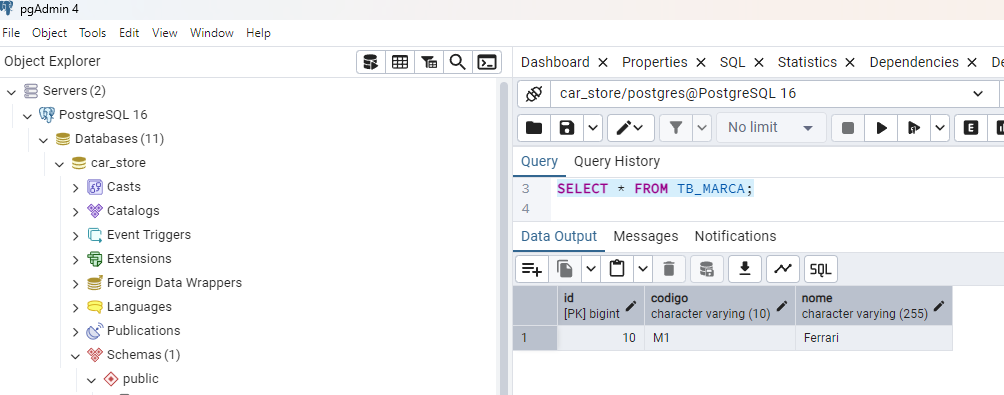 pgAdmin 4
File Object Tools Edit View Window Help
Object Explorer
Servers (2)
PostgreSQL 16
Databases (11)
car_store
Casts
Catalogs
Event Triggers
Extensions
Foreign Data Wrappers
Languages
Publications
Schemas (1)
public
Dashboard Properties SQL Statistics Dependencies De
car_store/postgres@PostgreSQL 16
No limit E
Query Query History
3 SELECT * FROM TB_MARCA;
4
Data Output Messages Notifications
SQL
id codigo nome
[PK] bigint character varying (10) character varying (255)
1 10 M1 Ferrari